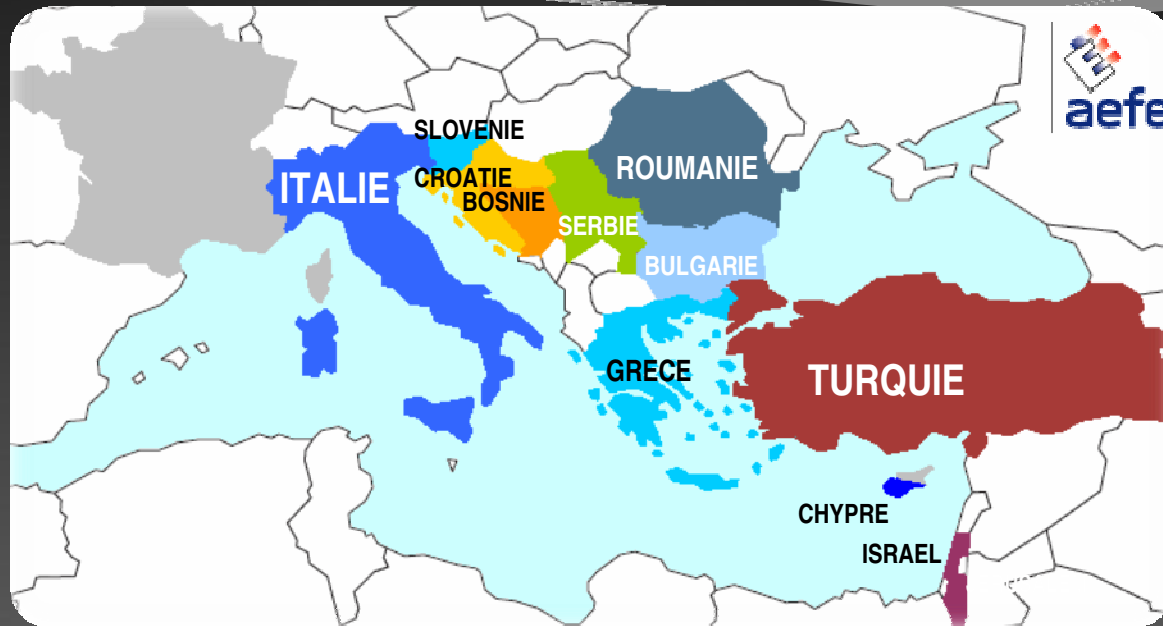 aefe
SLOVENIE
ROUMANIE
ITALIE
CROATIE
BOSNIE
SERBIE
BULGARIE
GRECE
TURQUIE
CHYPRE
ISRAEL